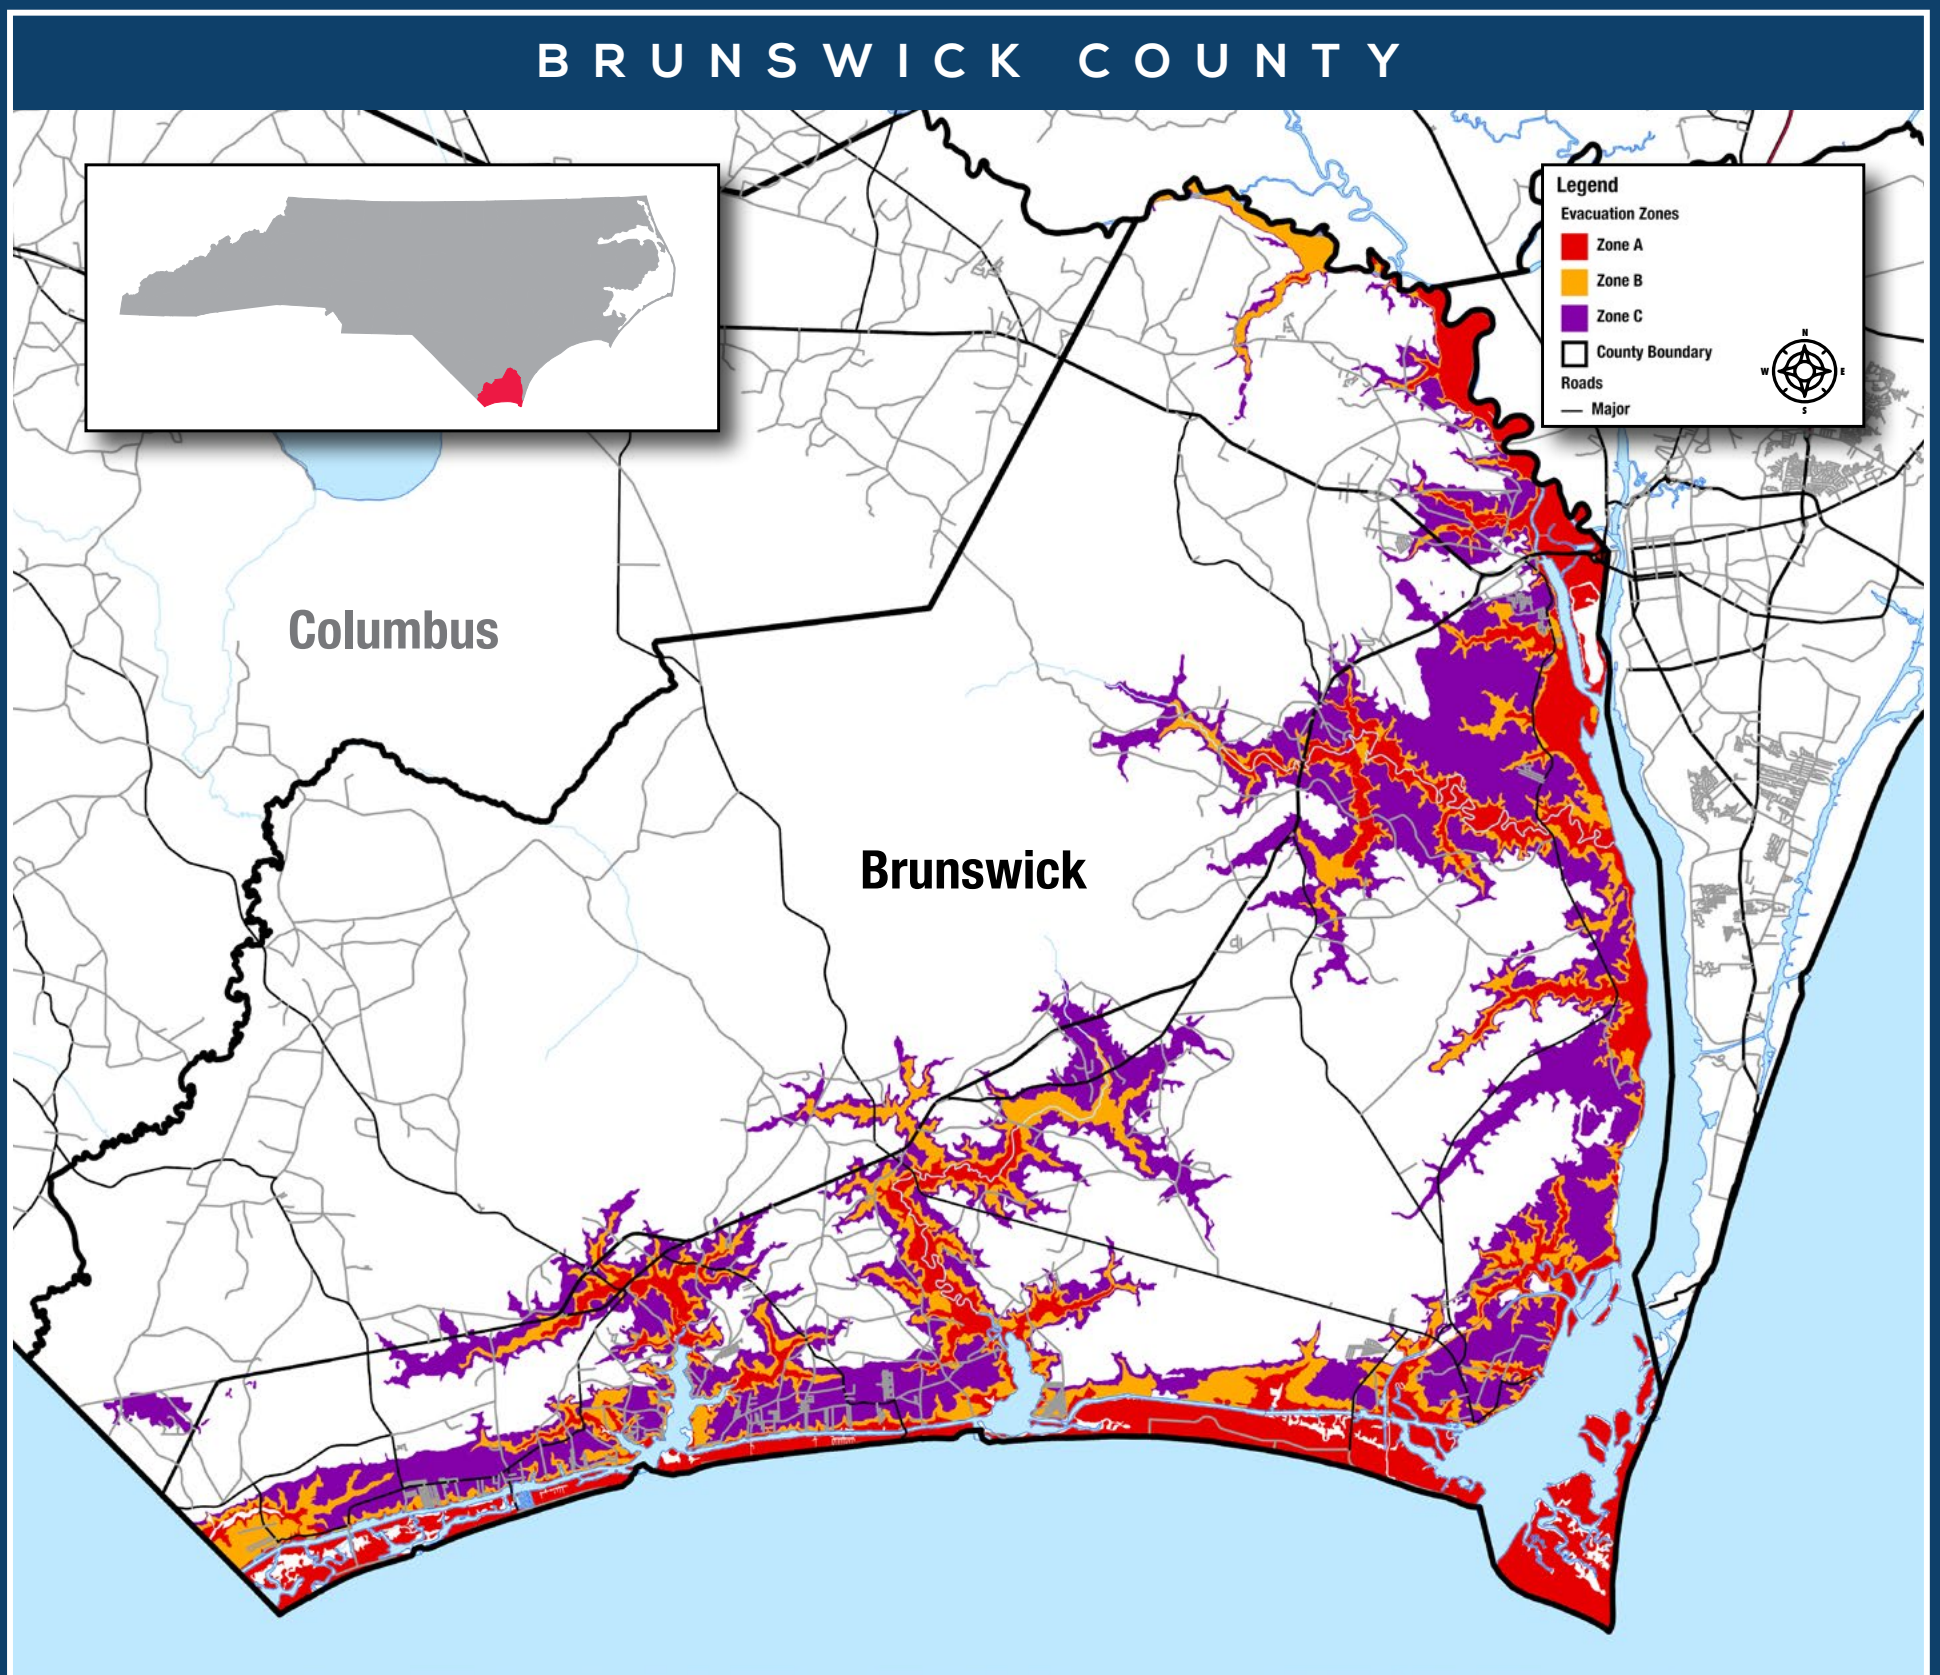 BRUNSWICK COUNTY
Legend
Evacuation Zones
Zone A
Zone B
Zone C
County Boundary
Roads
Major
N
W
E
S
Columbus
Brunswick